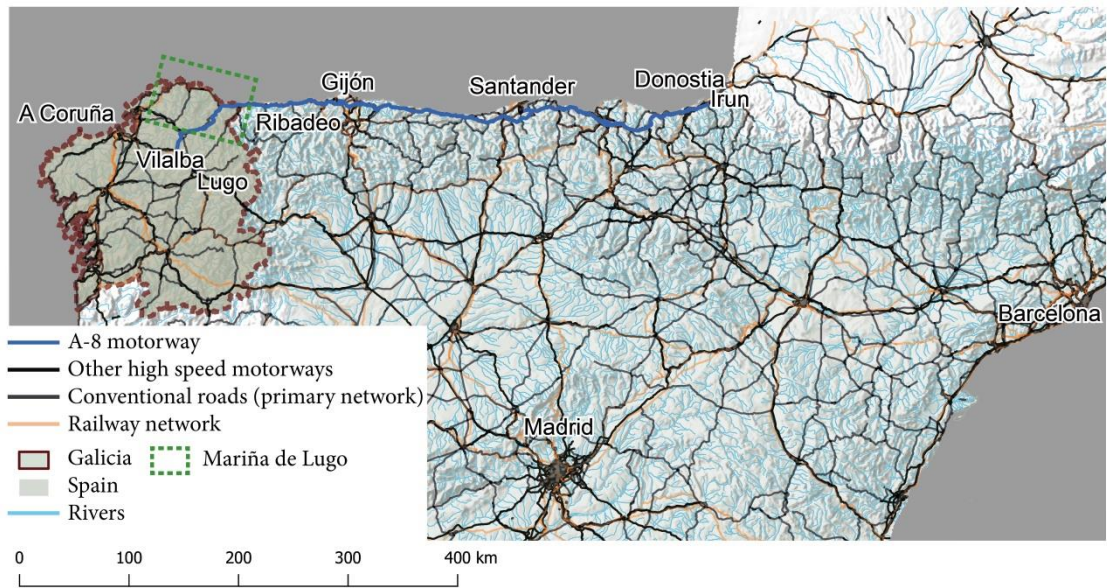 Gijón
Santander
Donostia
Irun
A Coruña
Ribadeo
Vilalba
Lugo
Barcelona
Madrid
A-8 motorway
Other high speed motorways
Conventional roads (primary network)
Railway network
Galicia
Mariña de Lugo
Spain
Rivers
0 100 200 300 400 km